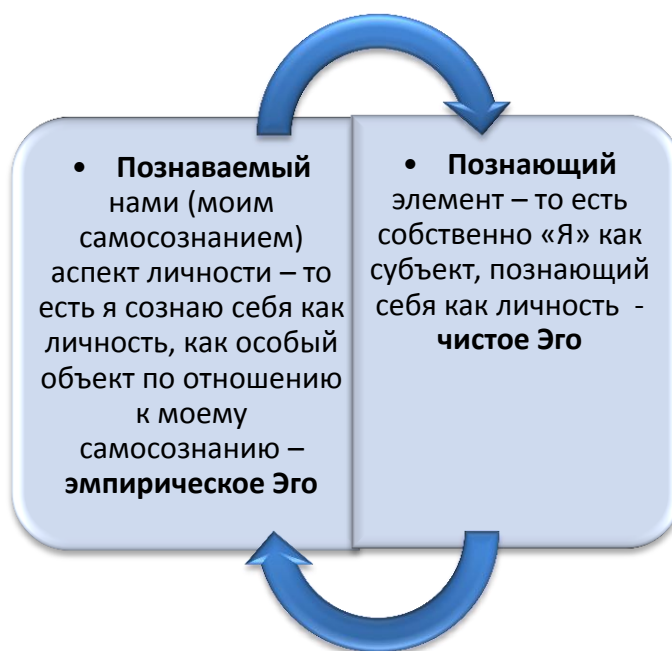 • Познаваемый
нами (моим
самосознанием)
аспект личности – то
есть я сознаю себя как
личность, как особый
объект по отношению
к моему
самосознанию –
эмпирическое Эго
• Познающий
элемент – то есть
собственно «Я» как
субъект, познающий
себя как личность -
чистое Эго